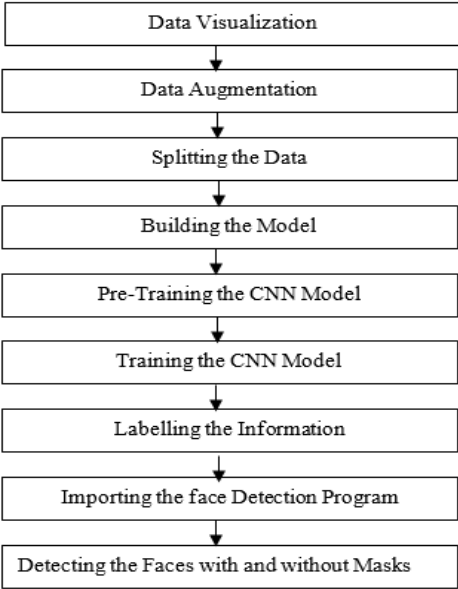 Data Visualization
Data Augmentation
Splitting the Data
Building the Model
Pre-Training the CNN Model
Training the CNN Model
Labelling the Information
Importing the face Detection Program
Detecting the Faces with and without Masks